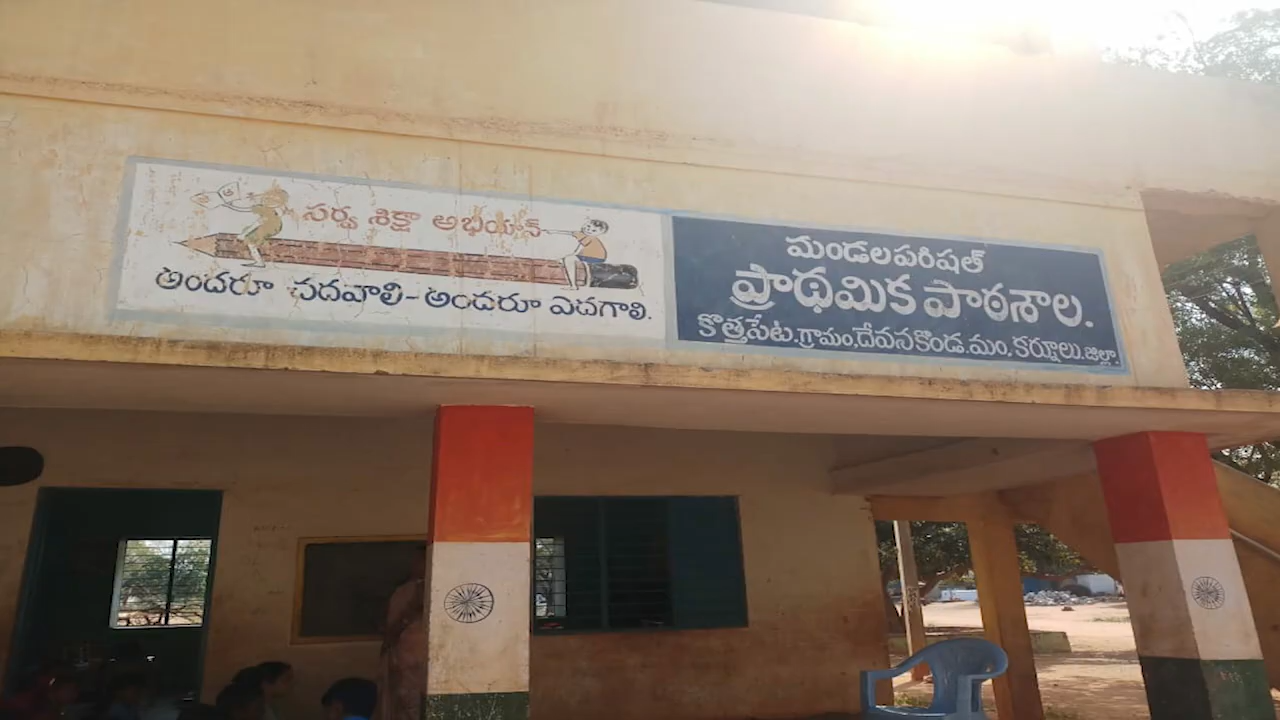 సర్వ శిక్షా అభియాన్
అందరూ చదవాలి- అందరూ ఎదగాలి.
మండలపరిషత్
ప్రాథమిక పాఠశాల.
కొత్తపేట.గ్రామం,దేవనకొండ.మం, కర్నూలు.జిల్లా